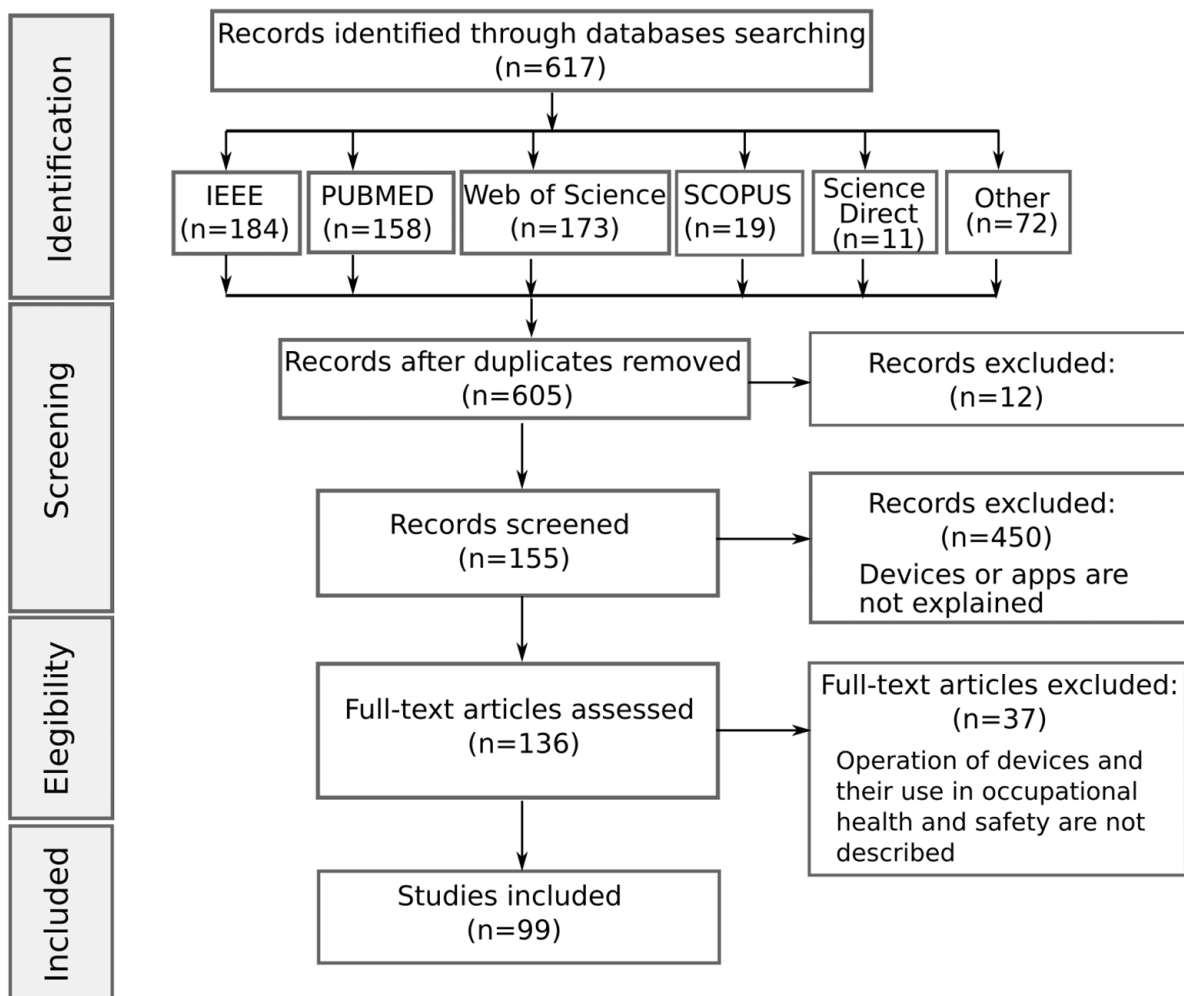 Identification
Records identified through databases searching
(n=617)
IEEE
(n=184)
PUBMED
(n=158)
Web of Science
(n=173)
SCOPUS
(n=19)
Science
Direct
(n=11)
Other
(n=72)
Screening
Records after duplicates removed
(n=605)
Records excluded:
(n=12)
Records screened
(n=155)
Records excluded:
(n=450)
Devices or apps are
not explained
Elegibility
Full-text articles assessed
(n=136)
Full-text articles excluded:
(n=37)
Operation of devices and
their use in occupational
health and safety are not
described
Included
Studies included
(n=99)